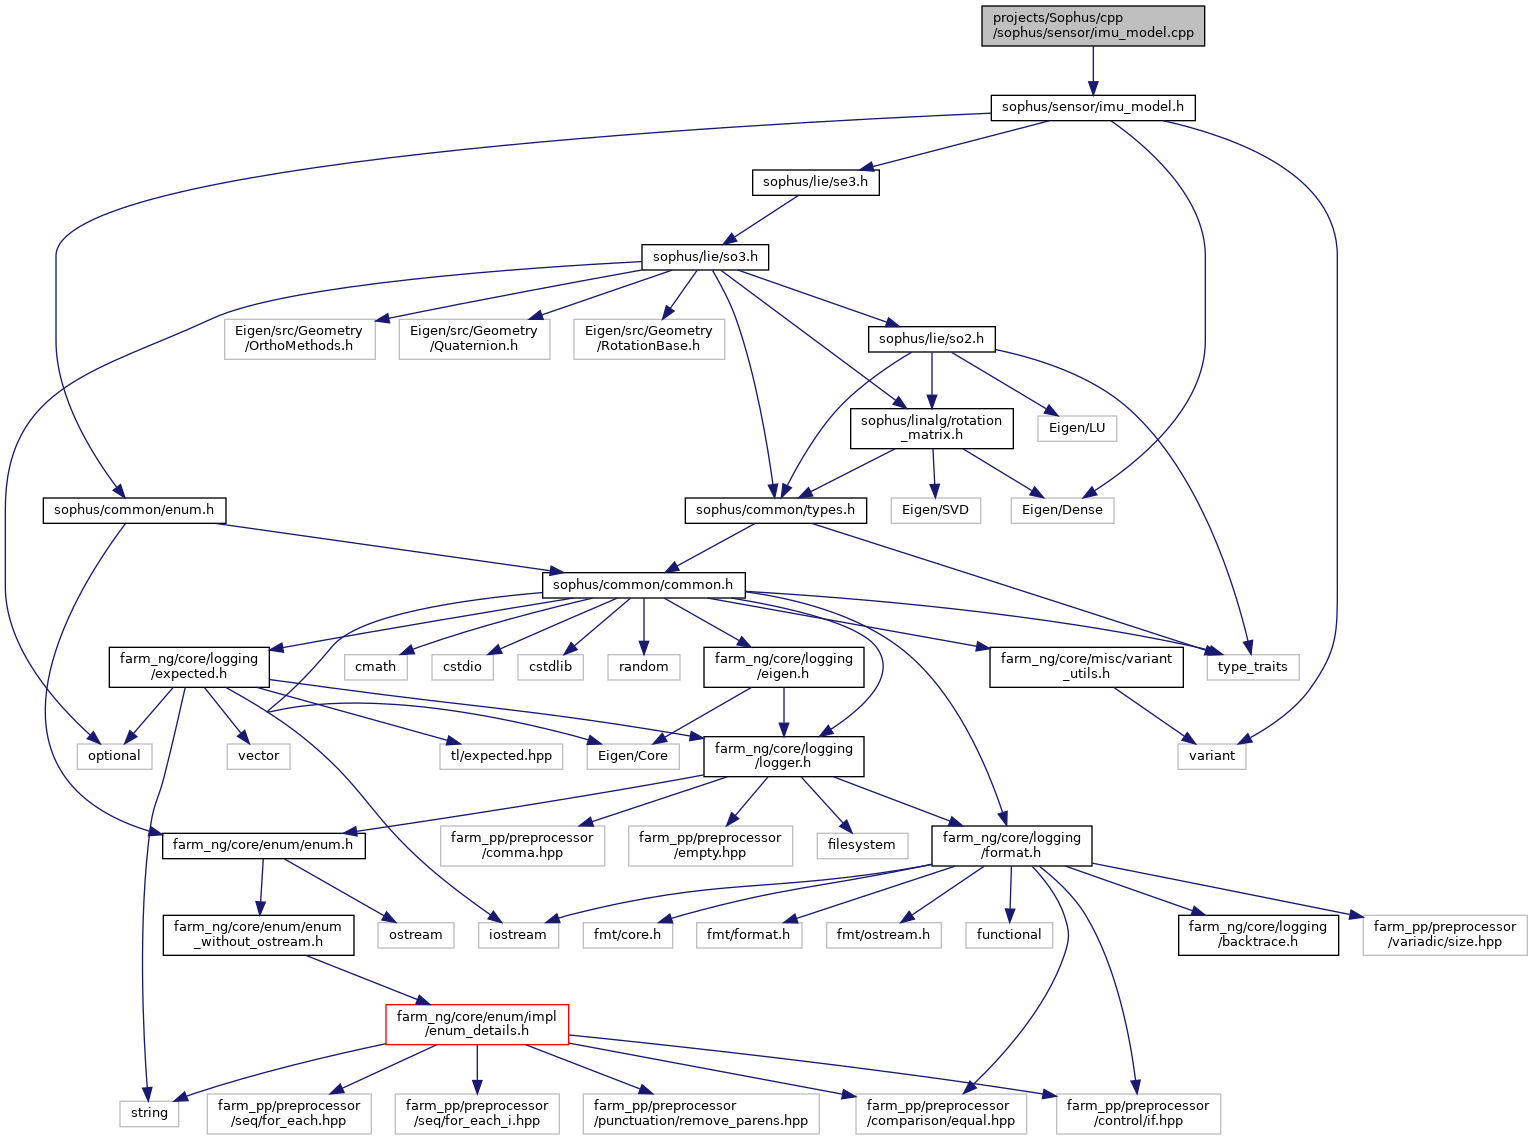 projects/Sophus/cpp
/sophus/sensor/imu_model.cpp
sophus/sensor/imu_model.h
sophus/lie/se3.h
sophus/lie/so3.h
Eigen/src/Geometry
/OrthoMethods.h
Eigen/src/Geometry
/Quaternion.h
Eigen/src/Geometry
/RotationBase.h
sophus/lie/so2.h
sophus/linalg/rotation
_matrix.h
Eigen/LU
sophus/common/enum.h
sophus/common/types.h
Eigen/SVD
Eigen/Dense
sophus/common/common.h
farm_ng/core/logging
/expected.h
cmath
cstdio
cstdlib
random
farm_ng/core/logging
/eigen.h
farm_ng/core/misc/variant
_utils.h
type_traits
optional
vector
tl/expected.hpp
Eigen/Core
farm_ng/core/logging
/logger.h
variant
farm_ng/core/enum/enum.h
farm_pp/preprocessor
/comma.hpp
farm_pp/preprocessor
/empty.hpp
filesystem
farm_ng/core/logging
/format.h
farm_ng/core/enum/enum
_without_ostream.h
ostream
iostream
fmt/core.h
fmt/format.h
fmt/ostream.h
functional
farm_ng/core/logging
/backtrace.h
farm_pp/preprocessor
/variadic/size.hpp
farm_ng/core/enum/impl
/enum_details.h
string
farm_pp/preprocessor
/seq/for_each.hpp
farm_pp/preprocessor
/seq/for_each_i.hpp
farm_pp/preprocessor
/punctuation/remove_parens.hpp
farm_pp/preprocessor
/comparison/equal.hpp
farm_pp/preprocessor
/control/if.hpp